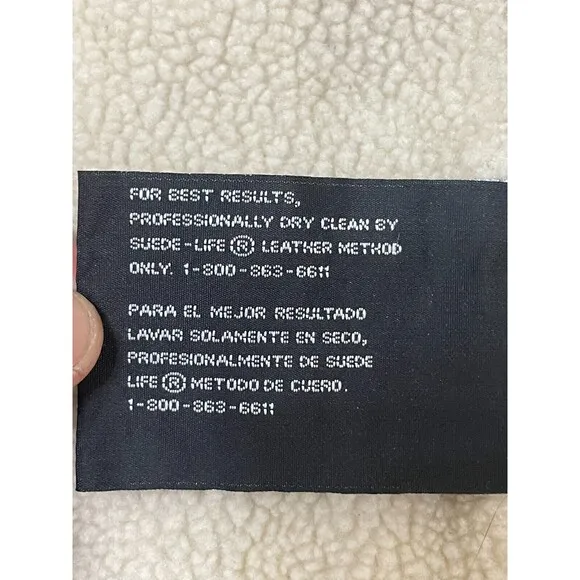 FOR BEST RESULTS,
PROFESSIONALLY DRY CLEAN BY
SUEDE-LIFE® LEATHER METHOD
ONLY. 1-800-863-6611
PARA EL MEJOR RESULTADO
LAVAR SOLAMENTE EN SECO,
PROFESIONALMENTE DE SUEDE
LIFE® METODO DE CUERO.
1-800-863-6611